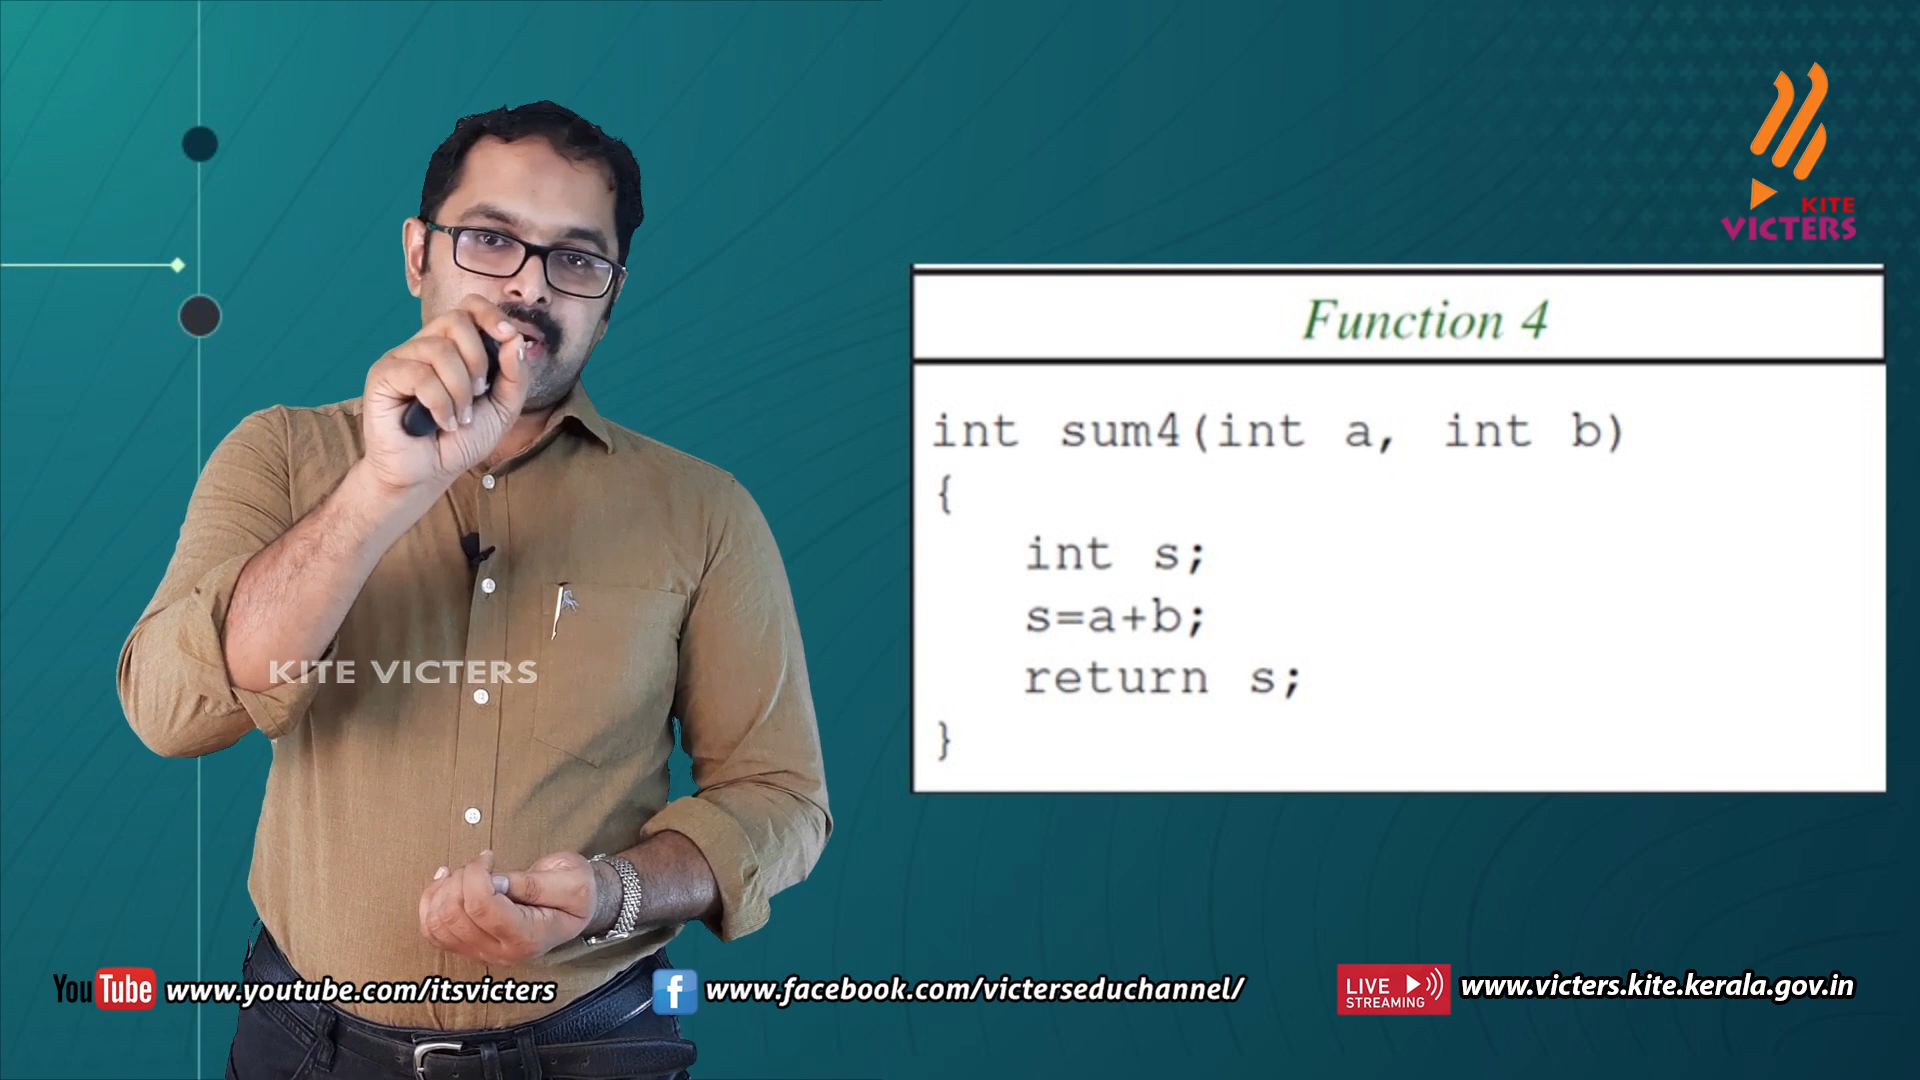 KITE
VICTERS
Function 4
int sum4(int a, int b)
{
int s;
s=a+b;
return s;
}
KITE VICTERS
YouTube www.youtube.com/itsvicters
f www.facebook.com/victerseduchannel/
LIVE STREAMING www.victers.kite.kerala.gov.in